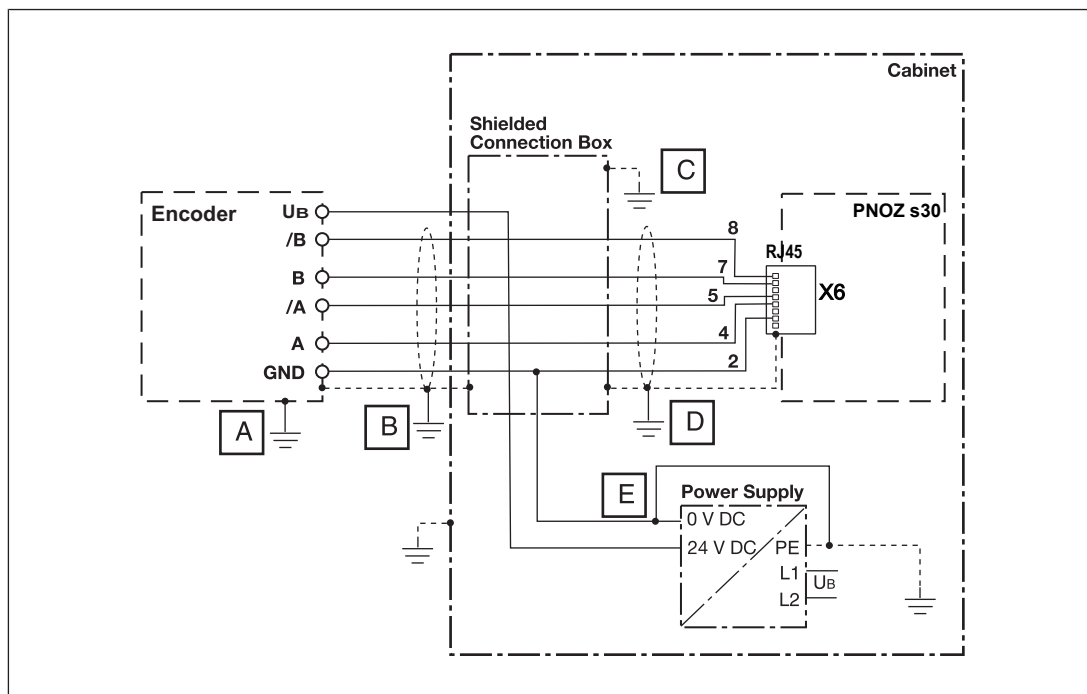 Cabinet
Shielded
Connection Box
C
Encoder
UB
/B
B
/A
A
GND
8
7
5
4
2
RJ45
X6
PNOZ s30
A
B
D
E
Power Supply
0 V DC
24 V DC
PE
L1
L2
UB